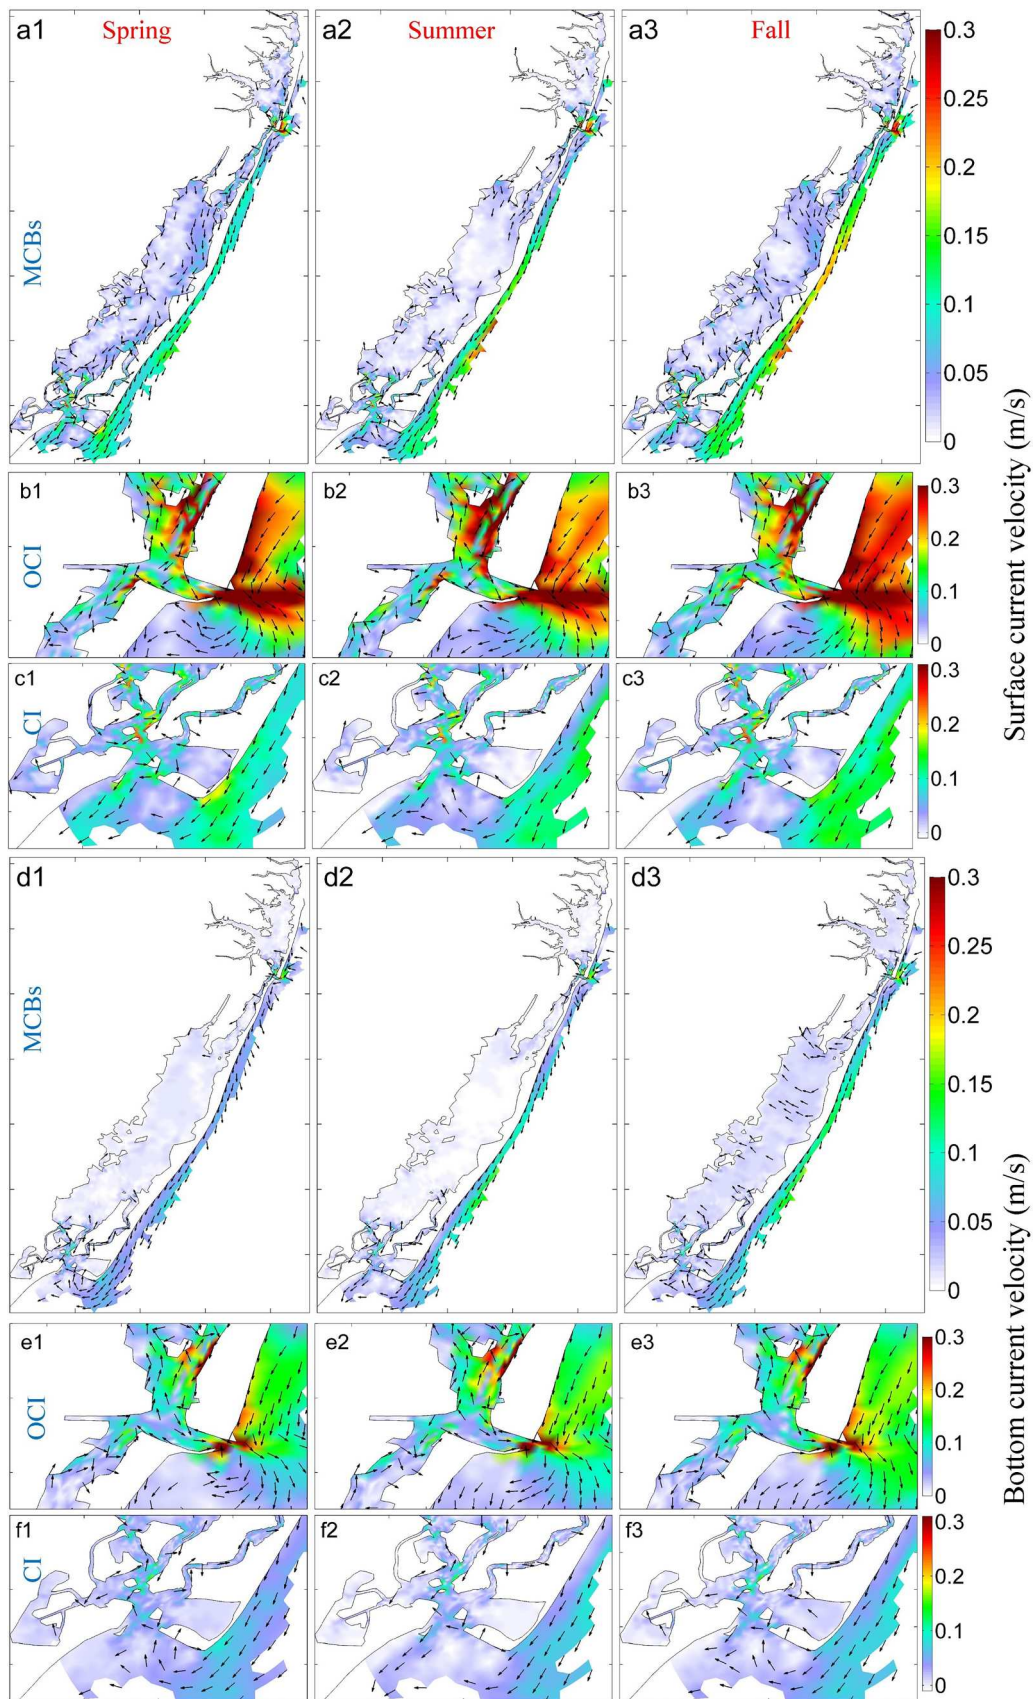 a1 Spring a2 Summer a3 Fall
MCBs
0.3
0.25
0.2
0.15
0.1
0.05
0
b1 b2 b3
OCI
0.3
0.2
0.1
0
c1 c2 c3
CI
0.3
0.2
0.1
0
Surface current velocity (m/s)
d1 d2 d3
MCBs
0.3
0.25
0.2
0.15
0.1
0.05
0
e1 e2 e3
OCI
0.3
0.2
0.1
0
f1 f2 f3
CI
0.3
0.2
0.1
0
Bottom current velocity (m/s)